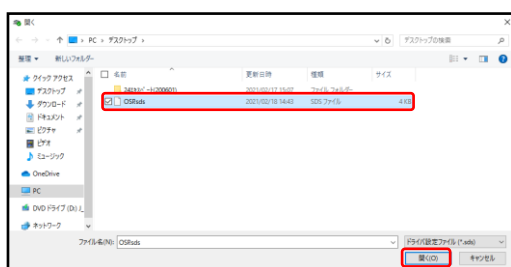 開く
PC › デスクトップ ›
デスクトップの検索
整理 ▼ 新しいフォルダー
名前 更新日時 種類 サイズ
クイック アクセス
デスクトップ
ダウンロード
ドキュメント
ピクチャ
ビデオ
ミュージック
OneDrive
PC
DVD ドライブ (D:)
ネットワーク
2021/02/17 15:07 ファイル フォルダー
OSRsds 2021/02/18 14:43 SDS ファイル 4 KB
ファイル名(N): OSRsds
ドライバ設定ファイル (*.sds)
開く(O) キャンセル